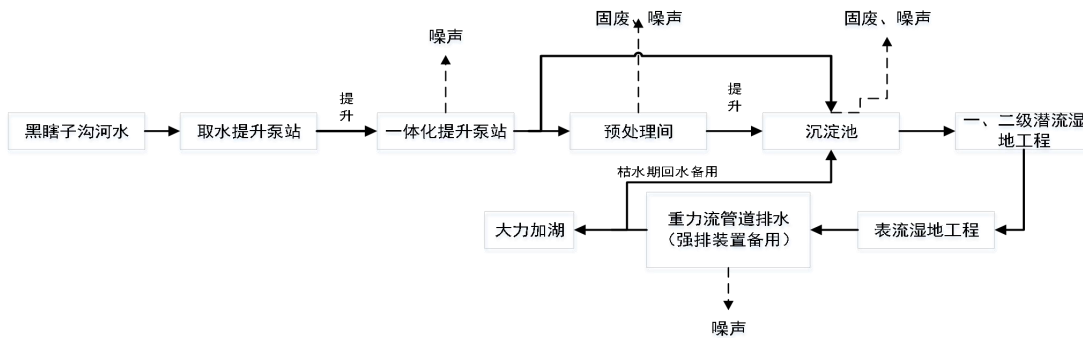 固废、噪声
固废、噪声
噪声
提
升
提
升
黑瞎子沟河水
取水提升泵站
一体化提升泵站
预处理间
沉淀池
一、二级潜流湿
地工程
枯水期回水备用
大力加湖
重力流管道排水
（强排装置备用）
表流湿地工程
噪声